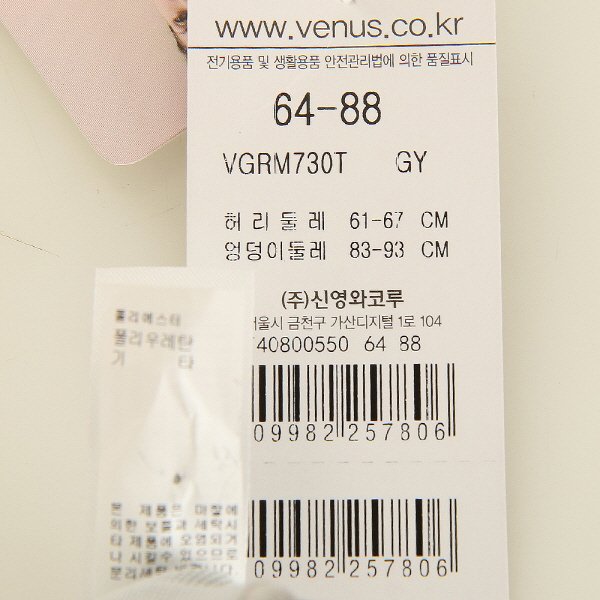 www.venus.co.kr
전기용품 및 생활용품 안전관리법에 의한 품질표시
64-88
VGRM730T GY
허리둘레 61-67 CM
엉덩이둘레 83-93 CM
(주)신영와코루
서울시 금천구 가산디지털 1로 104
40800550 64 88
09982 257806
09982 257806
폴리에스터
폴리우레탄
기 타
본 제품은 마찰에
의한 보풀과 세탁시
타 제품에 오염되거
나 시킬수 있으므로
분리세탁